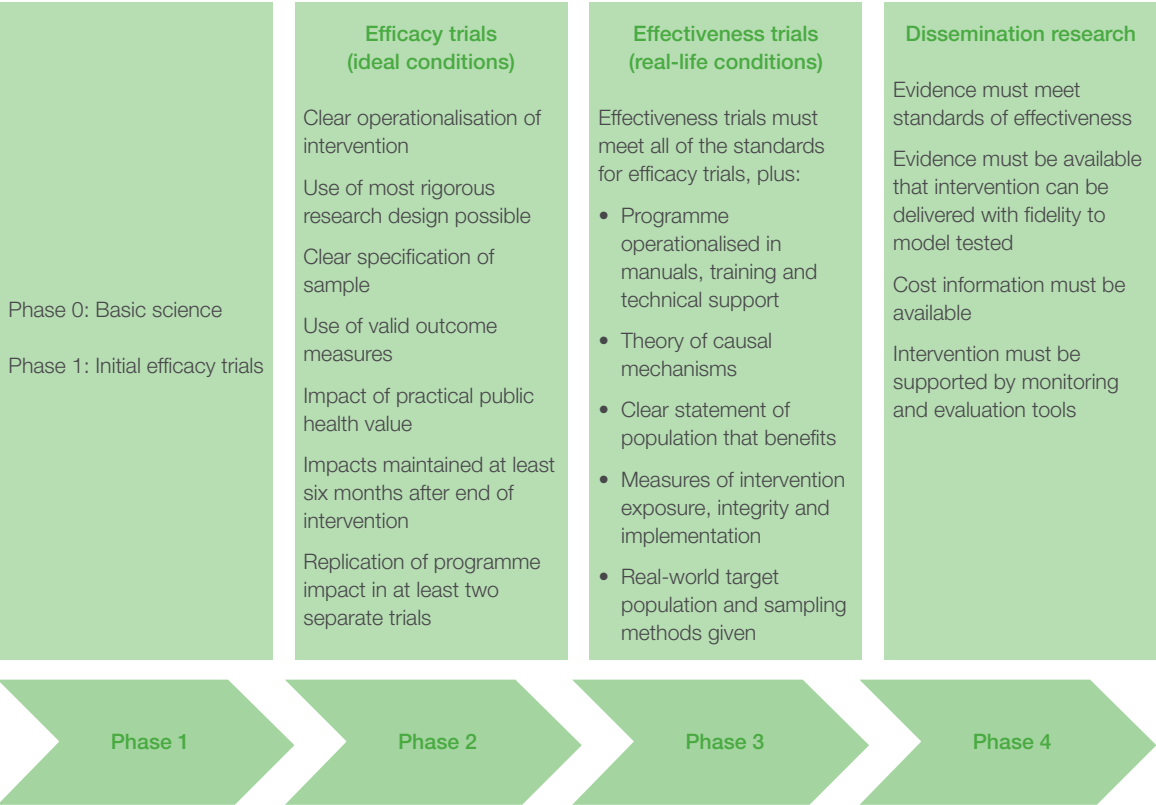 Phase 0: Basic science
Phase 1: Initial efficacy trials
Efficacy trials
(ideal conditions)
Clear operationalisation of
intervention
Use of most rigorous
research design possible
Clear specification of
sample
Use of valid outcome
measures
Impact of practical public
health value
Impacts maintained at least
six months after end of
intervention
Replication of programme
impact in at least two
separate trials
Effectiveness trials
(real-life conditions)
Effectiveness trials must
meet all of the standards
for efficacy trials, plus:
• Programme
operationalised in
manuals, training and
technical support
• Theory of causal
mechanisms
• Clear statement of
population that benefits
• Measures of intervention
exposure, integrity and
implementation
• Real-world target
population and sampling
methods given
Dissemination research
Evidence must meet
standards of effectiveness
Evidence must be available
that intervention can be
delivered with fidelity to
model tested
Cost information must be
available
Intervention must be
supported by monitoring
and evaluation tools
Phase 1
Phase 2
Phase 3
Phase 4